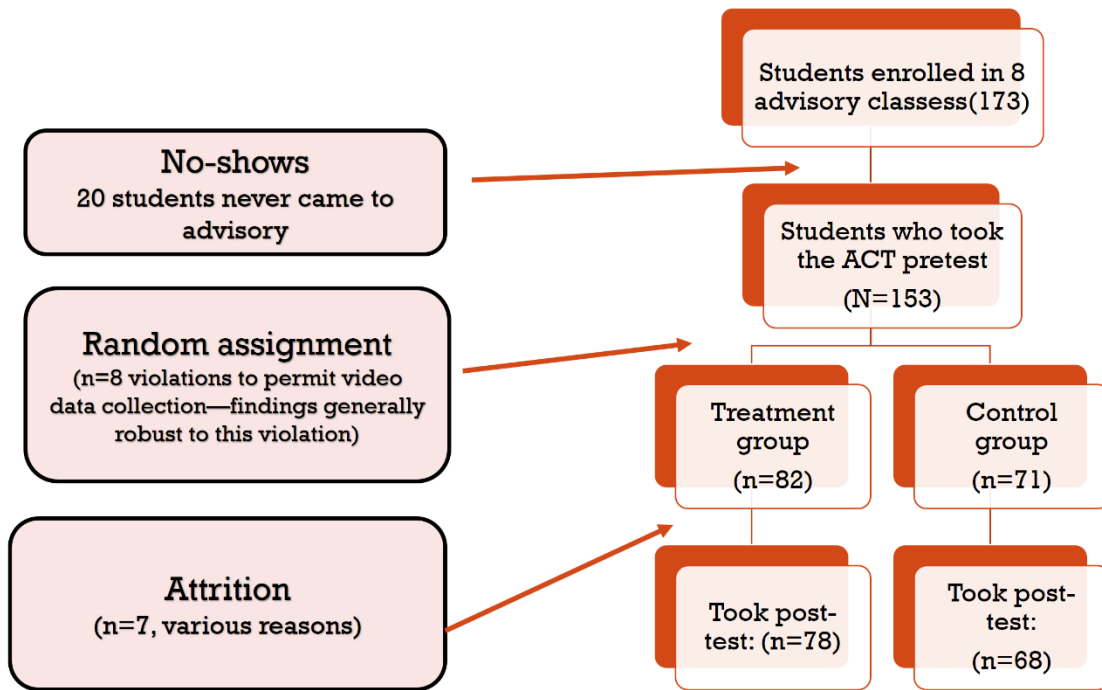 Students enrolled in 8
advisory classess(173)
No-shows
20 students never came to
advisory
Students who took
the ACT pretest
(N=153)
Random assignment
(n=8 violations to permit video
data collection—findings generally
robust to this violation)
Treatment
group
(n=82)
Control
group
(n=71)
Attrition
(n=7, various reasons)
Took post-
test: (n=78)
Took post-
test:
(n=68)